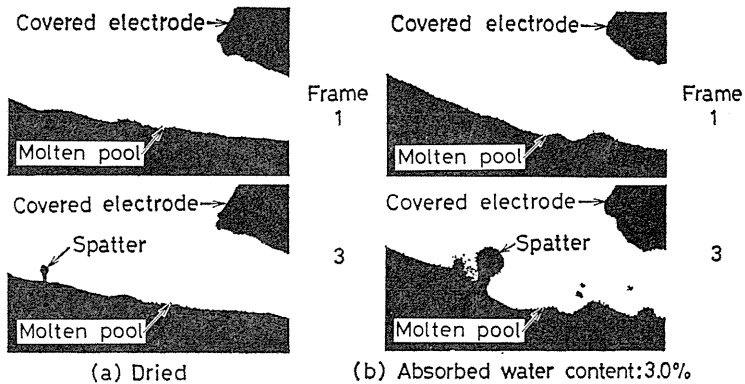 Covered electrode
Frame
1
Molten pool
Covered electrode
Spatter
3
Molten pool
(a) Dried
Covered electrode
Frame
1
Molten pool
Covered electrode
Spatter
3
Molten pool
(b) Absorbed water content:3.0%